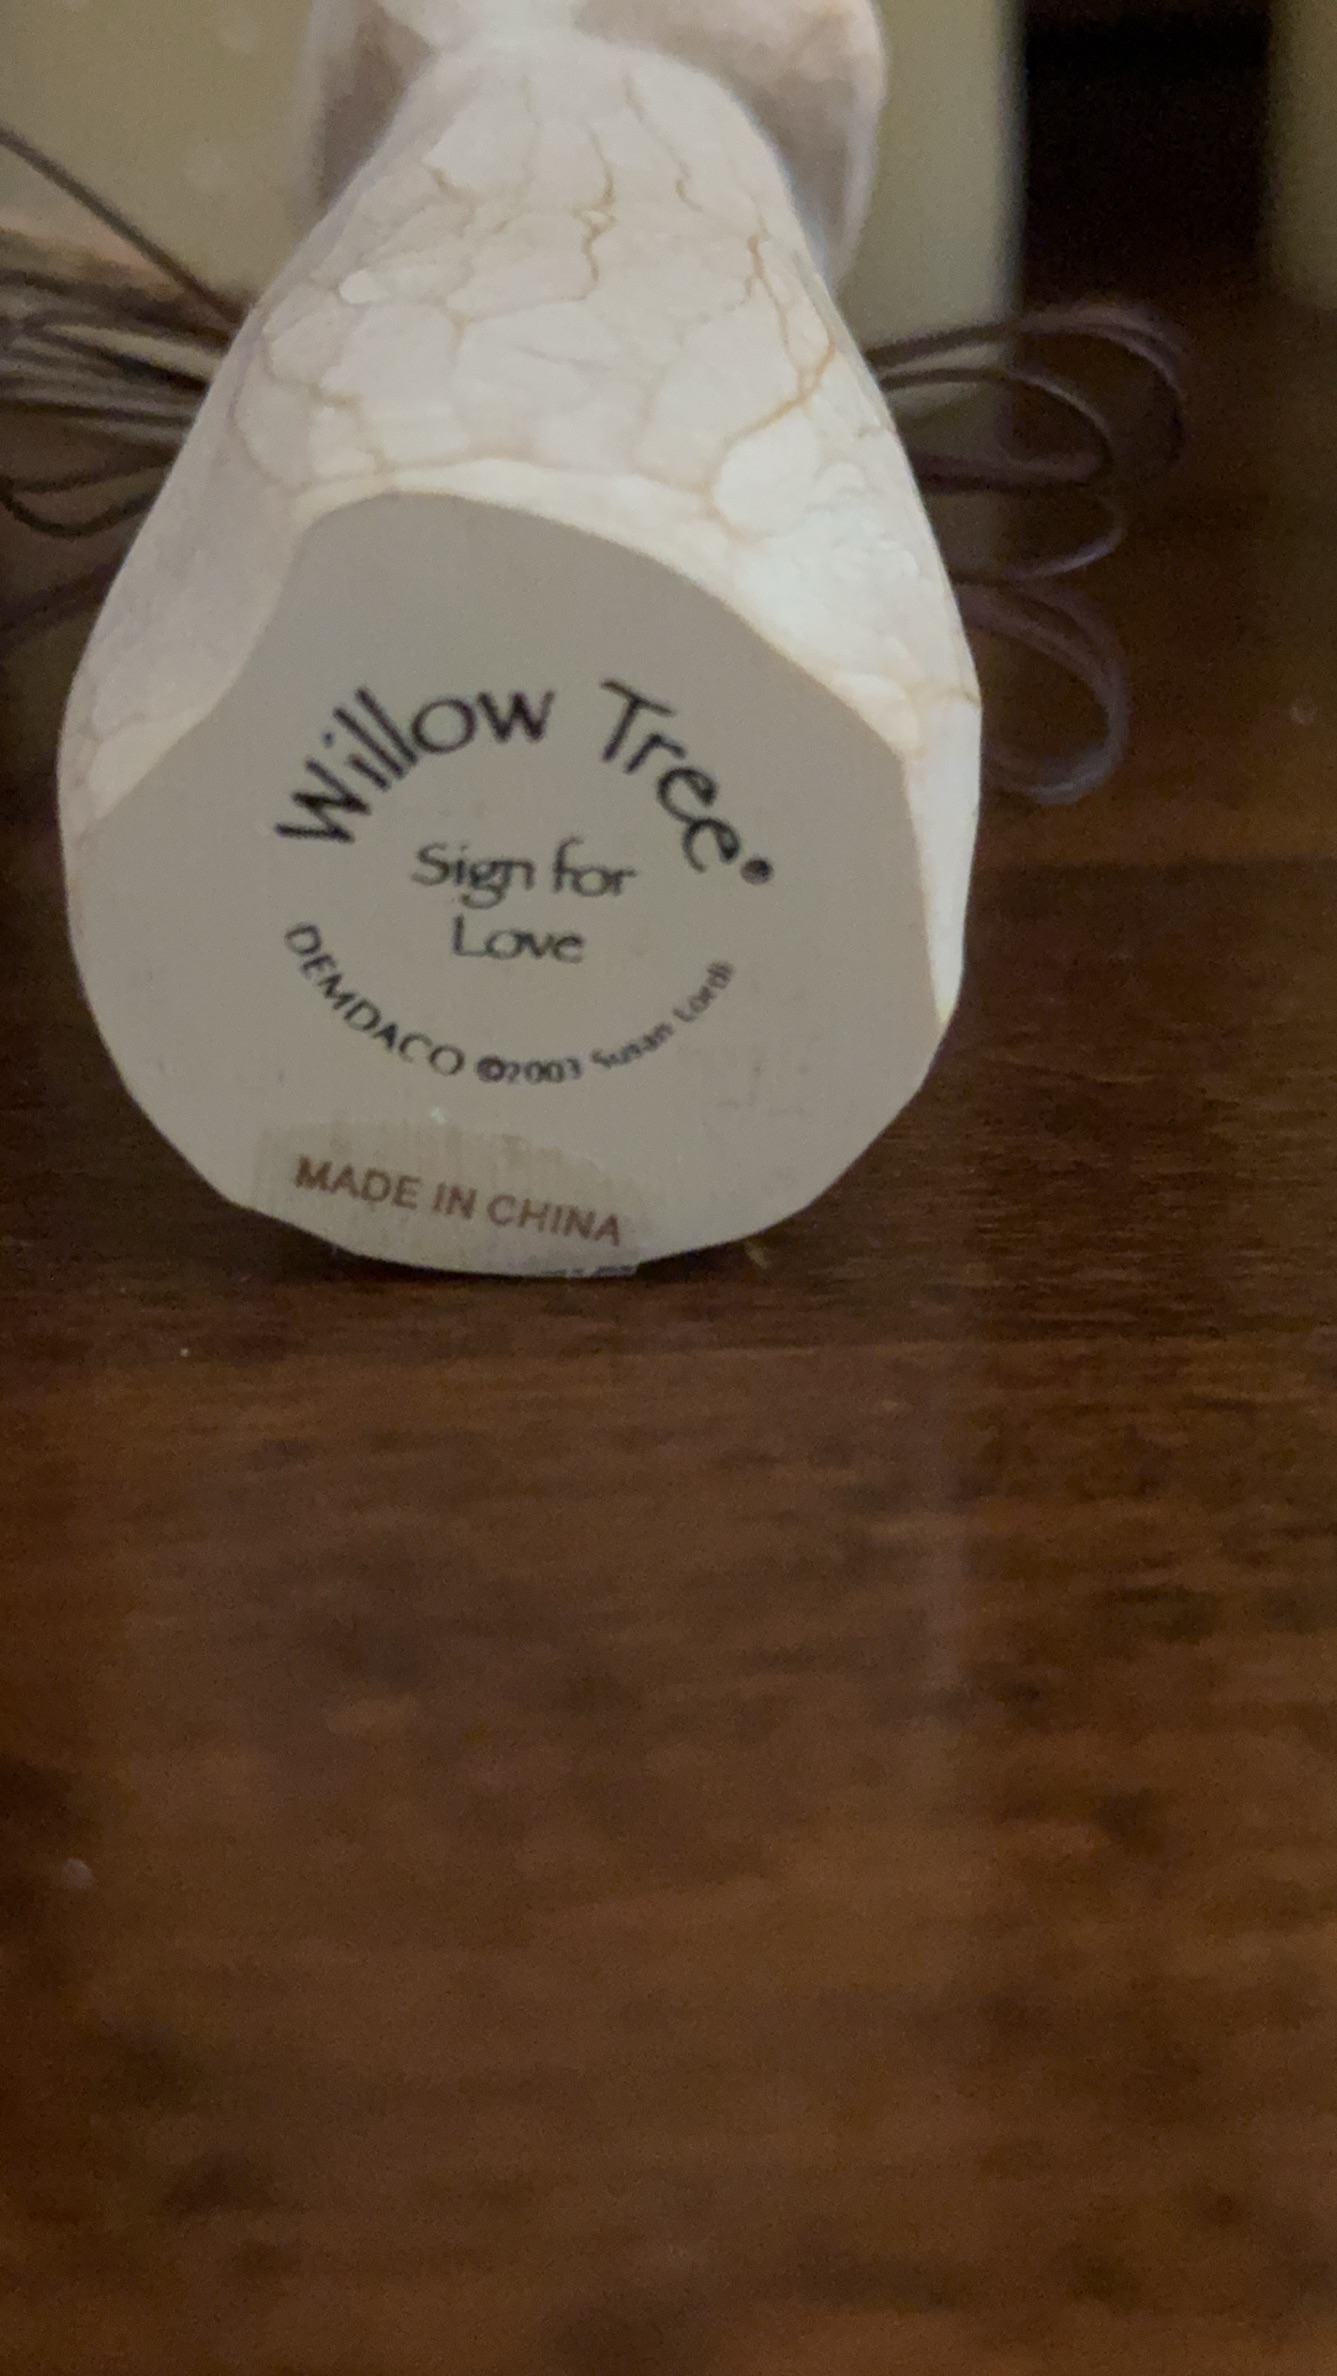 Willow Tree®
Sign for
Love
DEMDACO ©2003 Susan Lordi
MADE IN CHINA